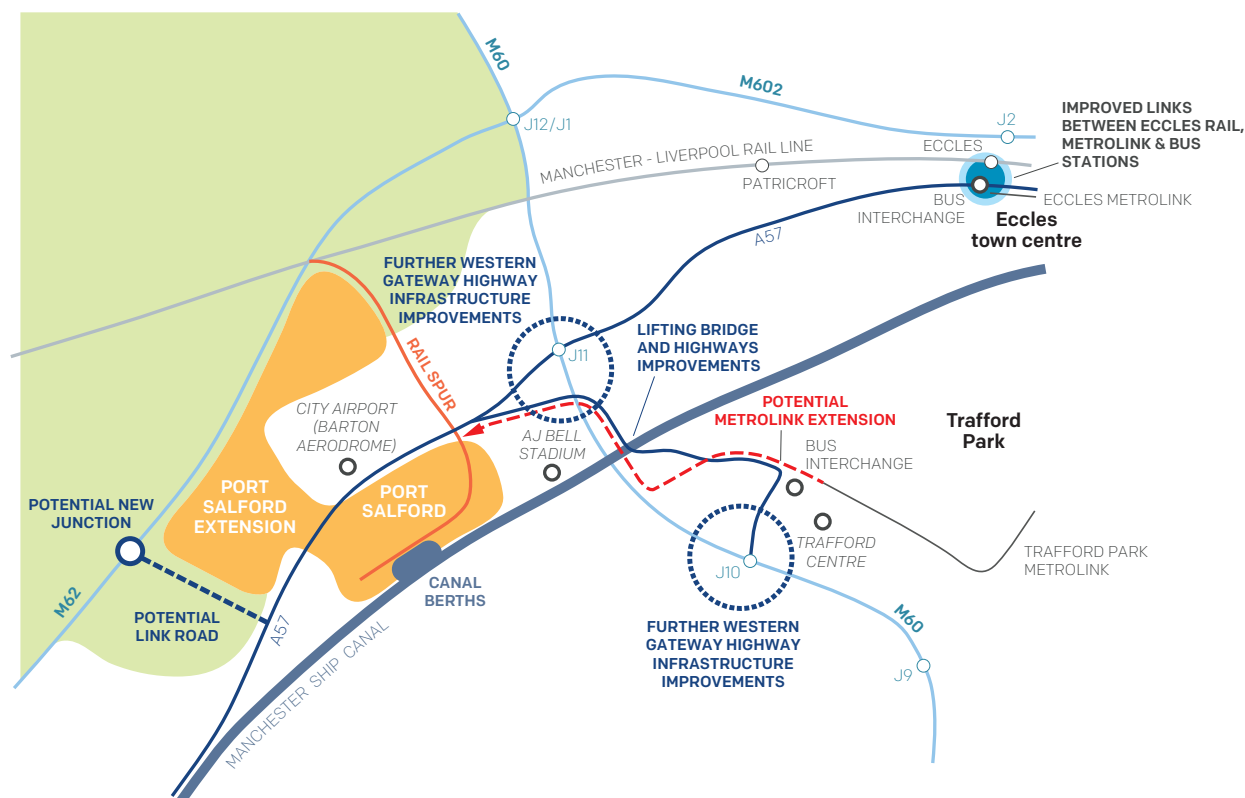 M60
M602
J12/J1
J2
IMPROVED LINKS
BETWEEN ECCLES RAIL,
METROLINK & BUS
STATIONS
ECCLES
MANCHESTER - LIVERPOOL RAIL LINE
PATRICROFT
BUS
INTERCHANGE
ECCLES METROLINK
Eccles
town centre
A57
FURTHER WESTERN
GATEWAY HIGHWAY
INFRASTRUCTURE
IMPROVEMENTS
J11
LIFTING BRIDGE
AND HIGHWAYS
IMPROVEMENTS
RAIL SPUR
CITY AIRPORT
(BARTON
AERODROME)
AJ BELL
STADIUM
POTENTIAL
METROLINK EXTENSION
BUS
INTERCHANGE
Trafford
Park
PORT
SALFORD
EXTENSION
PORT
SALFORD
POTENTIAL NEW
JUNCTION
TRAFFORD
CENTRE
TRAFFORD PARK
METROLINK
J10
CANAL
BERTHS
M62
POTENTIAL
LINK ROAD
A57
MANCHESTER SHIP CANAL
FURTHER WESTERN
GATEWAY HIGHWAY
INFRASTRUCTURE
IMPROVEMENTS
M60
J9